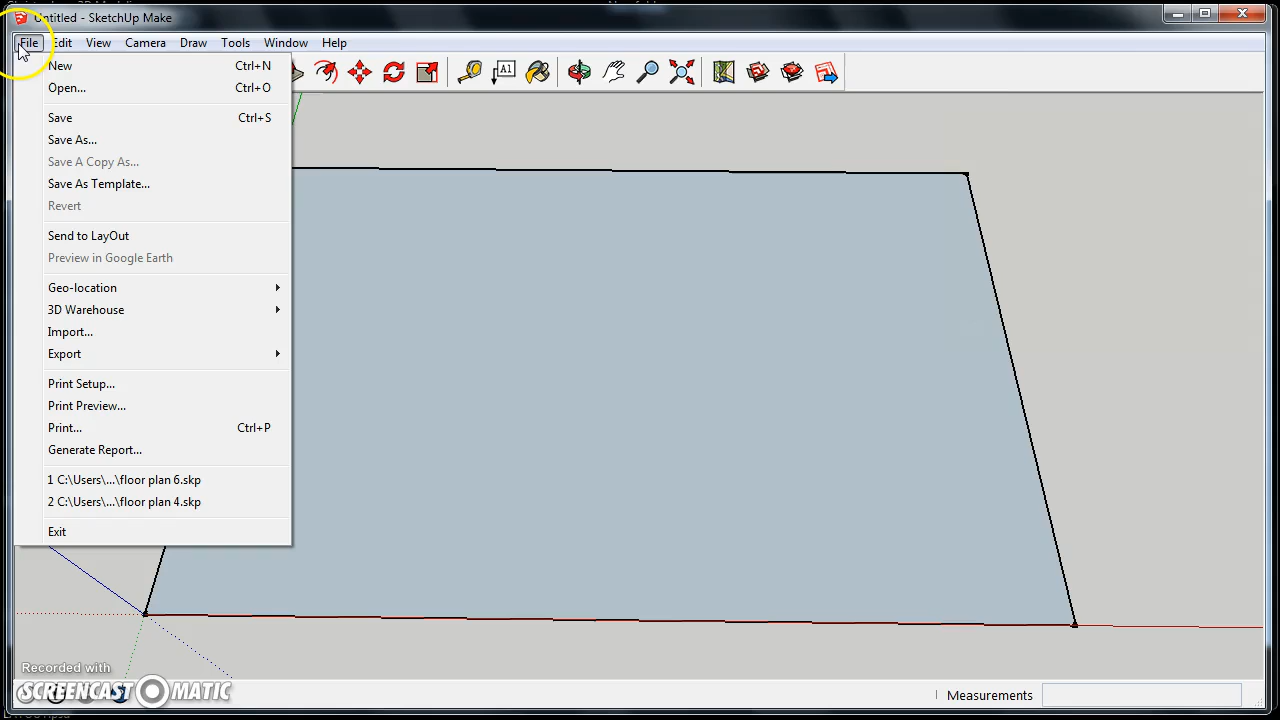 Untitled - SketchUp Make
File Edit View Camera Draw Tools Window Help
New Ctrl+N
Open... Ctrl+O
Save Ctrl+S
Save As...
Save A Copy As...
Save As Template...
Revert
Send to LayOut
Preview in Google Earth
Geo-location
3D Warehouse
Import...
Export
Print Setup...
Print Preview...
Print... Ctrl+P
Generate Report...
1 C:\Users\...\floor plan 6.skp
2 C:\Users\...\floor plan 4.skp
Exit
A1
Recorded with
SCREENCAST MATIC
Measurements